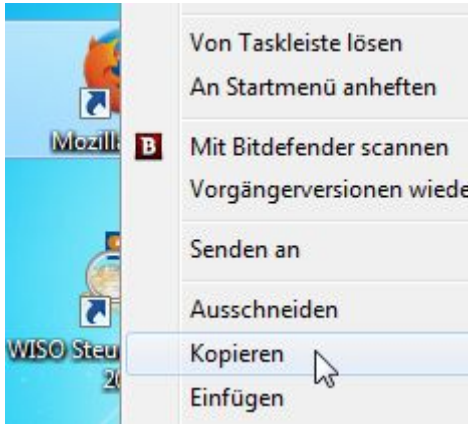 Von Taskleiste lösen
An Startmenü anheften
Mozill
B
Mit Bitdefender scannen
Vorgängerversionen wiede
Senden an
Ausschneiden
WISO Steu
20
Kopieren
Einfügen